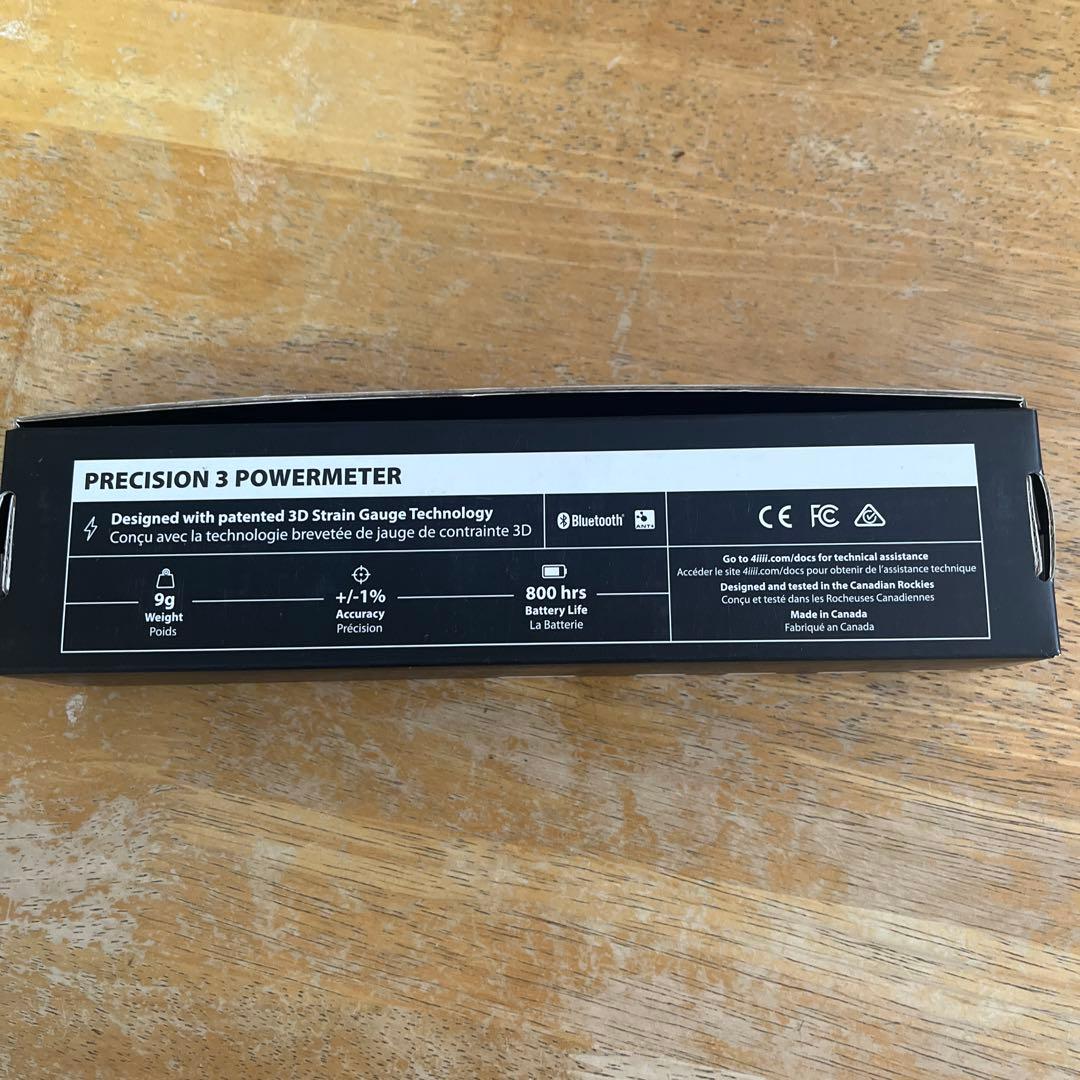 PRECISION 3 POWERMETER
Designed with patented 3D Strain Gauge Technology
Conçu avec la technologie brevetée de jauge de contrainte 3D
Bluetooth®
ANT+
CE FC
9g
Weight
Poids
+/-1%
Accuracy
Précision
800 hrs
Battery Life
La Batterie
Go to 4iiii.com/docs for technical assistance
Accéder le site 4iiii.com/docs pour obtenir de l'assistance technique
Designed and tested in the Canadian Rockies
Conçu et testé dans les Rocheuses Canadiennes
Made in Canada
Fabriqué an Canada